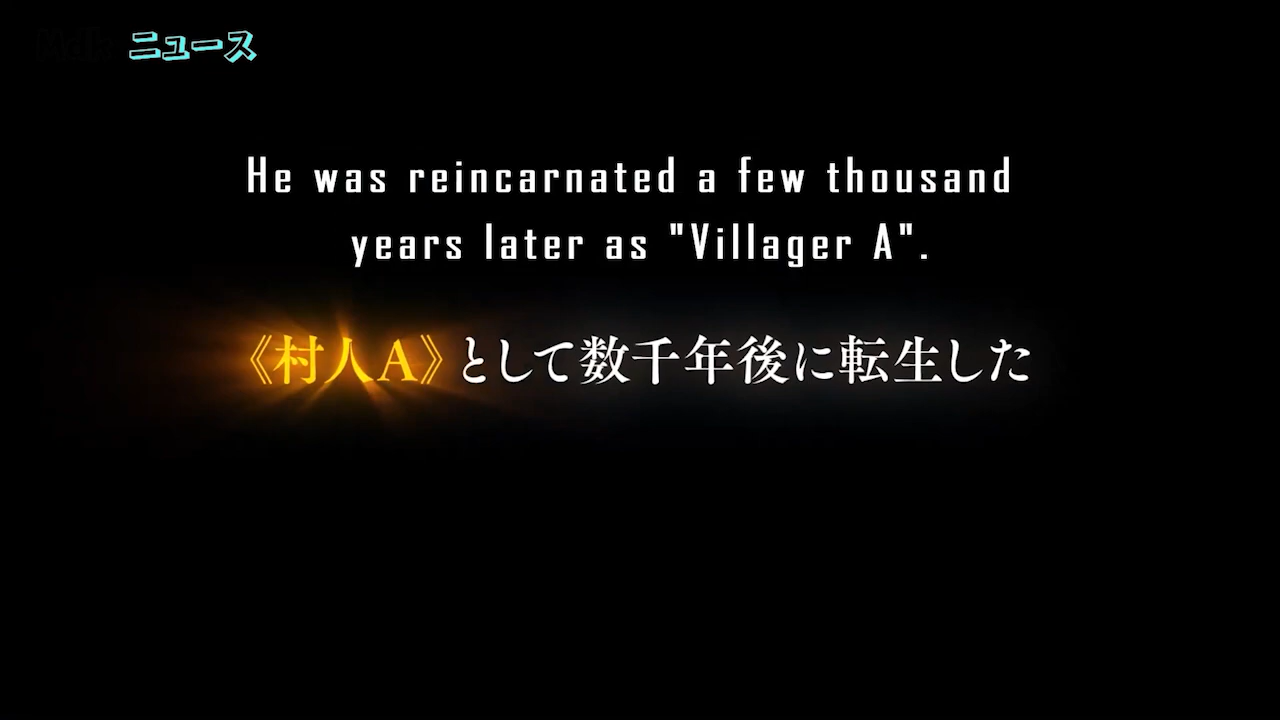 ニュース
He was reincarnated a few thousand
years later as "Villager A".
《村人A》として数千年後に転生した